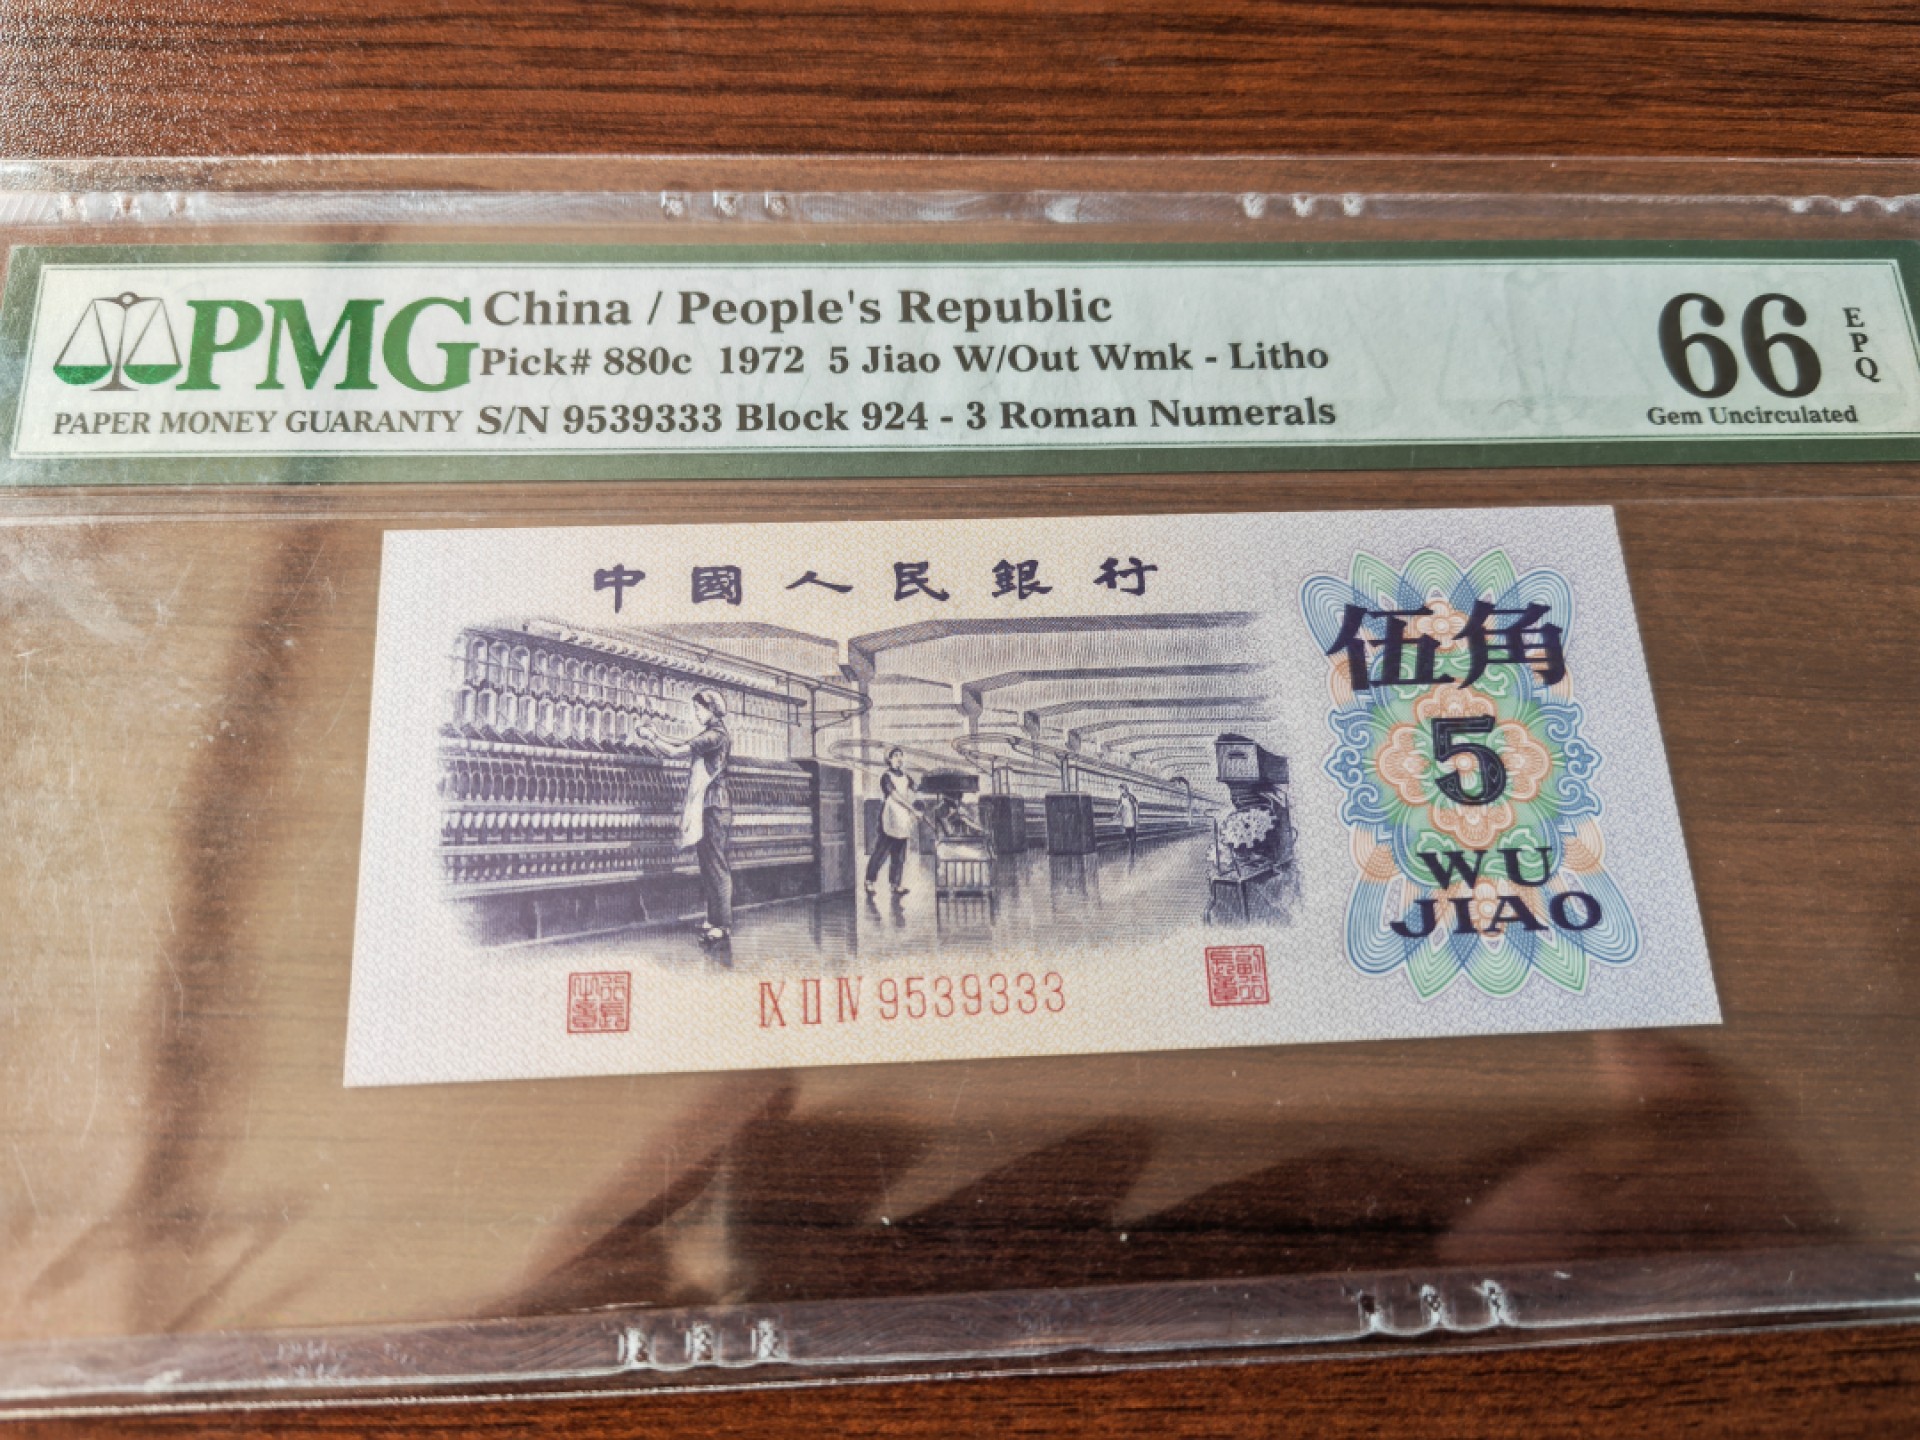 PMG
PAPER MONEY GUARANTY
China / People's Republic
Pick# 880c 1972 5 Jiao W/Out Wmk - Litho
S/N 9539333 Block 924 - 3 Roman Numerals
66
EPQ
Gem Uncirculated
中國人民銀行
伍角
5
WU
JIAO
IX II IV 9539333